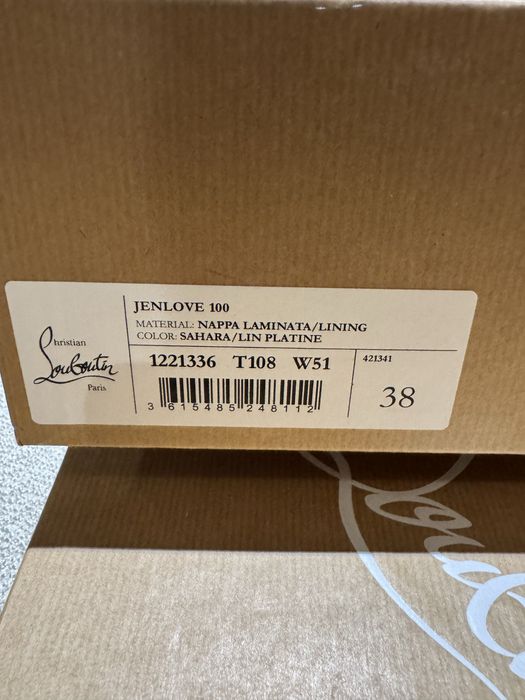 JENLOVE 100
MATERIAL: NAPPA LAMINATA/LINING
COLOR: SAHARA/LIN PLATINE
Christian
Louboutin
Paris
1221336 T108 W51
421341
3 615485 248112
38